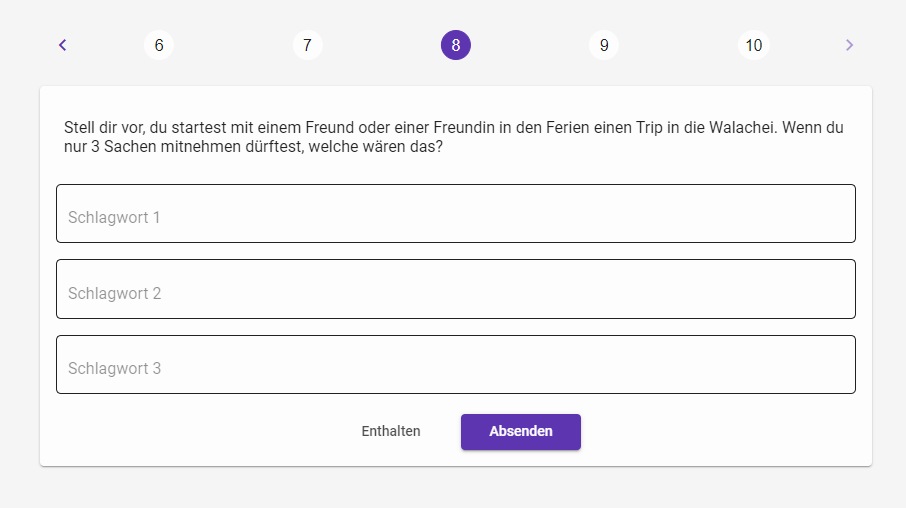 6 7 8 9 10
Stell dir vor, du startest mit einem Freund oder einer Freundin in den Ferien einen Trip in die Walachei. Wenn du
nur 3 Sachen mitnehmen dürftest, welche wären das?
Schlagwort 1
Schlagwort 2
Schlagwort 3
Enthalten Absenden